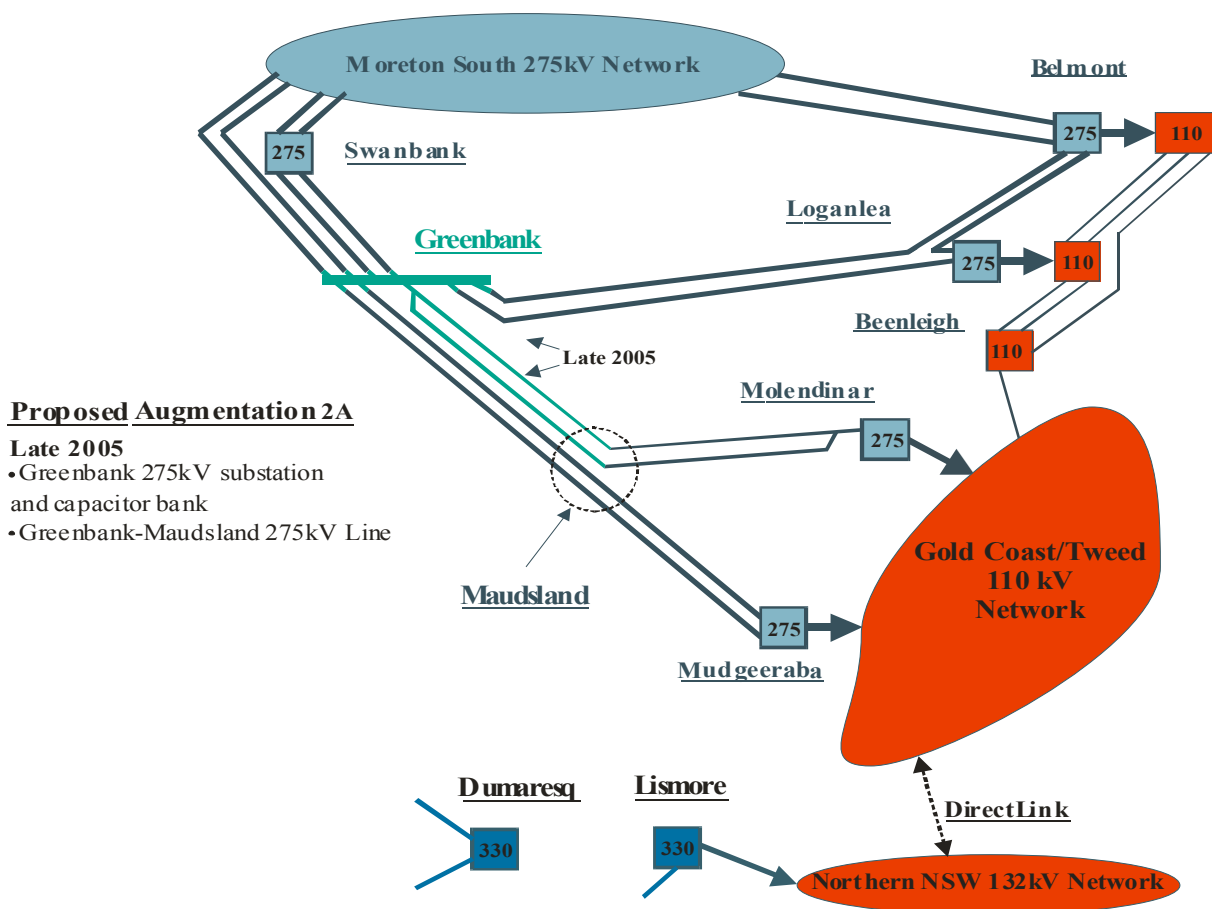 Moreton South 275kV Network
Belmont
275
110
275
Swanbank
Loganlea
Greenbank
275
110
Beenleigh
110
Late 2005
Molendinar
Proposed Augmentation 2A
Late 2005
•Greenbank 275kV substation
and capacitor bank
•Greenbank-Maudsland 275kV Line
275
Gold Coast/Tweed
110 kV
Network
Maudsland
275
Mudgeeraba
Dumaresq
Lismore
DirectLink
330
330
Northern NSW 132kV Network